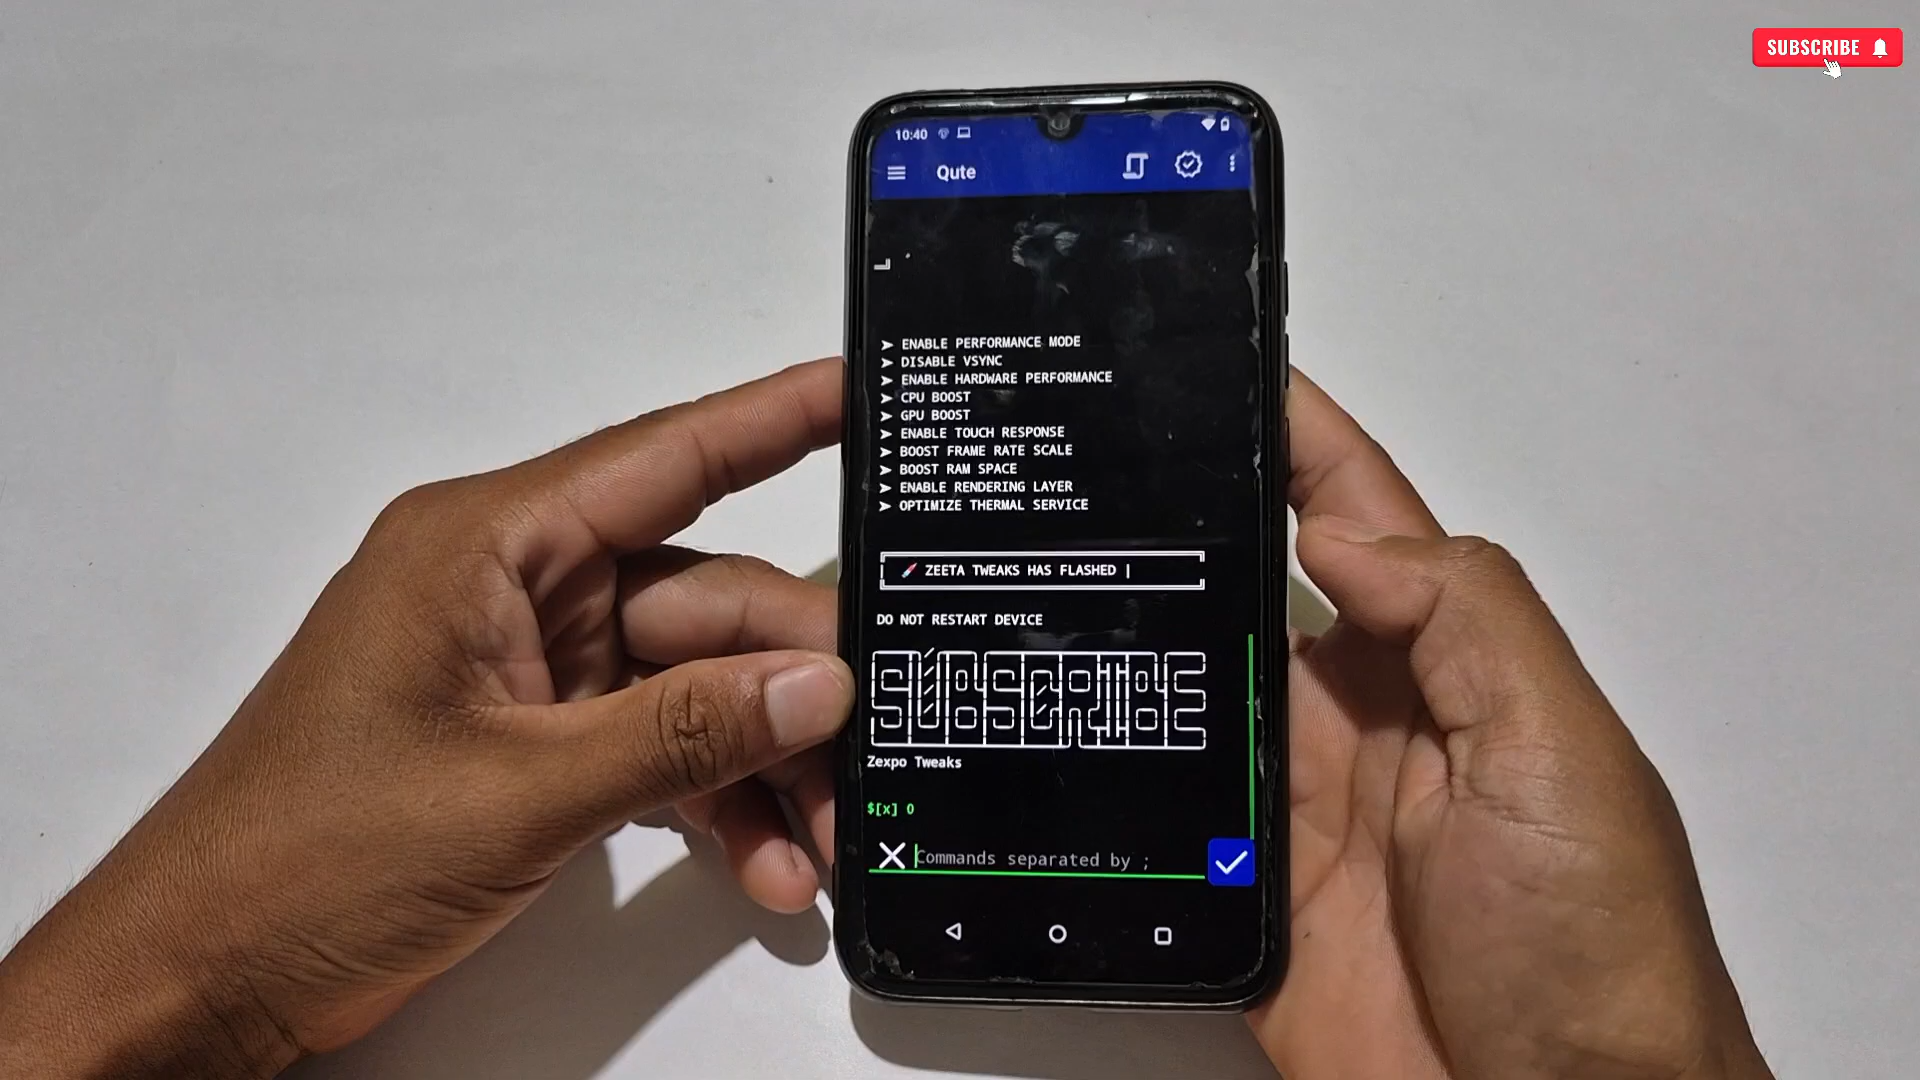 SUBSCRIBE
10:40
Qute
➤ ENABLE PERFORMANCE MODE
➤ DISABLE VSYNC
➤ ENABLE HARDWARE PERFORMANCE
➤ CPU BOOST
➤ GPU BOOST
➤ ENABLE TOUCH RESPONSE
➤ BOOST FRAME RATE SCALE
➤ BOOST RAM SPACE
➤ ENABLE RENDERING LAYER
➤ OPTIMIZE THERMAL SERVICE
ZEETA TWEAKS HAS FLASHED |
DO NOT RESTART DEVICE
SUBSCRIBE
Zexpo Tweaks
$[x] 0
Commands separated by ;